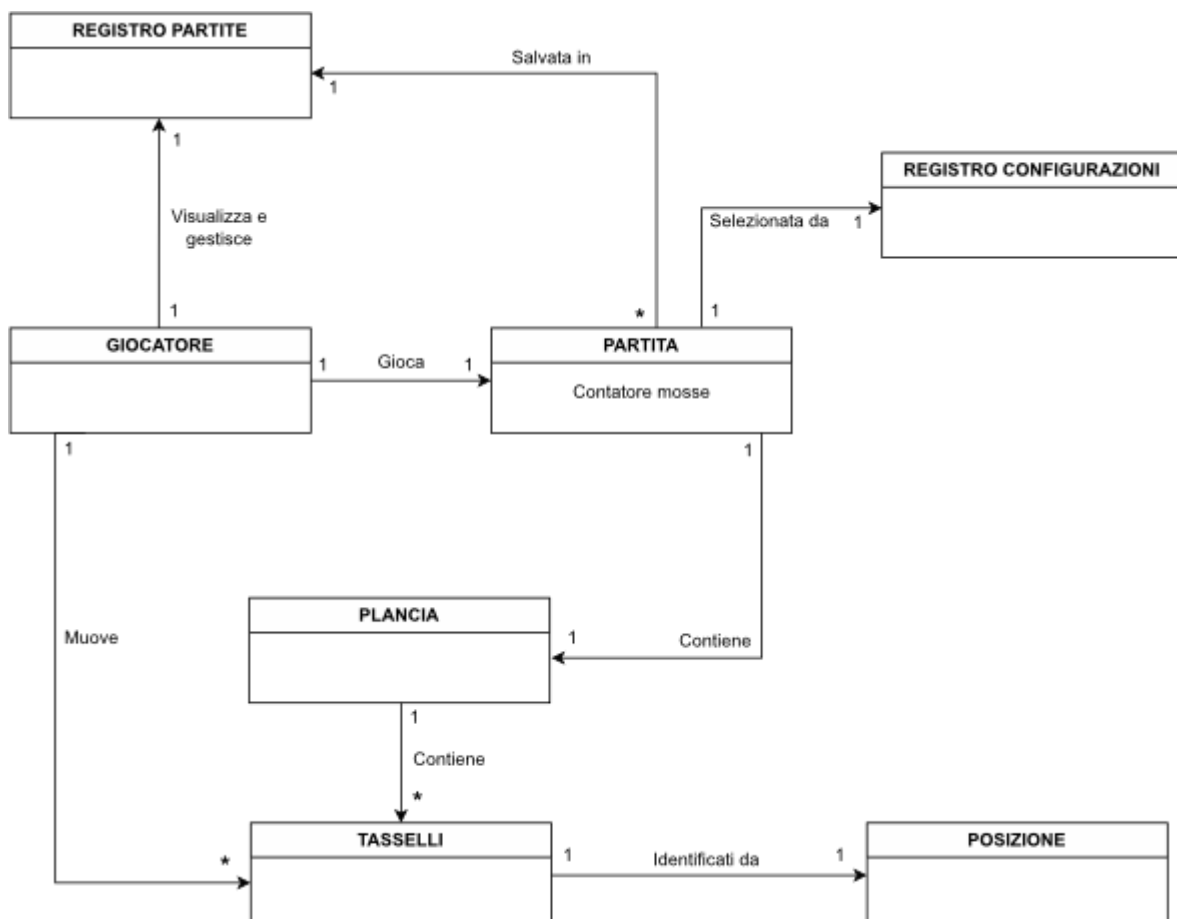 REGISTRO PARTITE
Salvata in
1
1
REGISTRO CONFIGURAZIONI
Visualizza e
gestisce
Selezionata da
1
1
*
1
GIOCATORE
PARTITA
1
Gioca
1
Contatore mosse
1
1
PLANCIA
Muove
1
Contiene
1
Contiene
*
TASSELLI
POSIZIONE
*
1
Identificati da
1